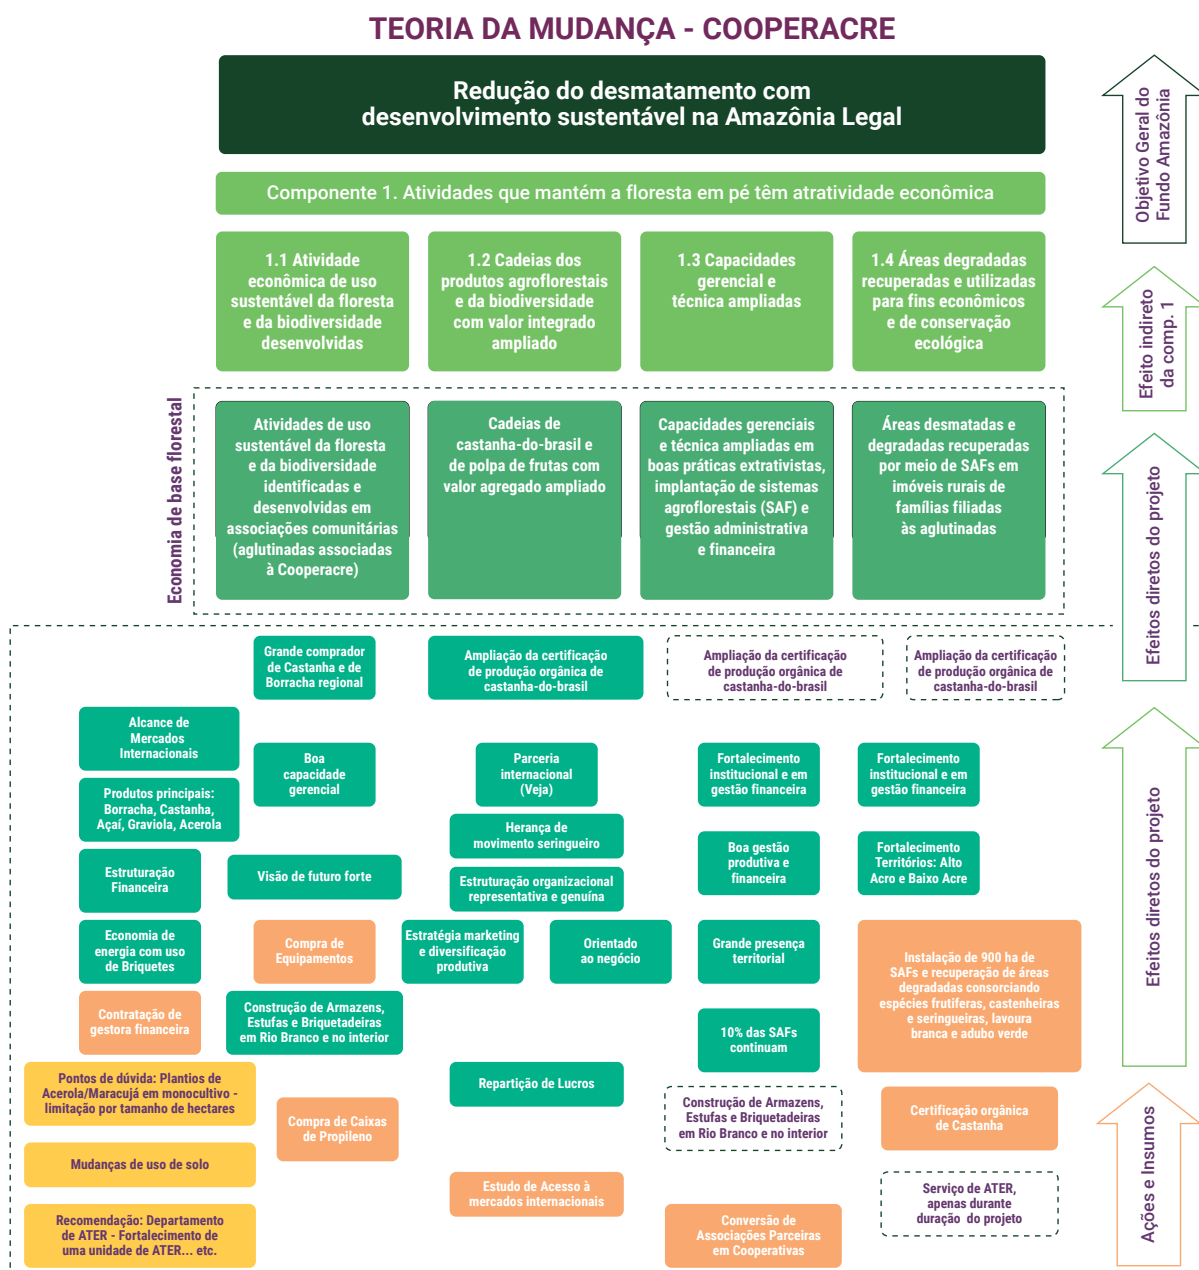 TEORIA DA MUDANÇA - COOPERACRE
Redução do desmatamento com
desenvolvimento sustentável na Amazônia Legal
Objetivo Geral do
Fundo Amazônia
Componente 1. Atividades que mantém a floresta em pé têm atratividade econômica
1.1 Atividade
econômica de uso
sustentável da floresta
e da biodiversidade
desenvolvidas
1.2 Cadeias dos
produtos agroflorestais
e da biodiversidade
com valor integrado
ampliado
1.3 Capacidades
gerencial e
técnica ampliadas
1.4 Áreas degradadas
recuperadas e utilizadas
para fins econômicos
e de conservação
ecológica
Efeito indireto
da comp. 1
Economia de base florestal
Atividades de uso
sustentável da floresta
e da biodiversidade
identificadas e
desenvolvidas em
associações comunitárias
(aglutinadas associadas
à Cooperacre)
Cadeias de
castanha-do-brasil e
de polpa de frutas com
valor agregado ampliado
Capacidades gerenciais
e técnica ampliadas em
boas práticas extrativistas,
implantação de sistemas
agroflorestais (SAF) e
gestão administrativa
e financeira
Áreas desmatadas e
degradadas recuperadas
por meio de SAFs em
imóveis rurais de
famílias filiadas
às aglutinadas
Efeitos diretos do projeto
Grande comprador
de Castanha e de
Borracha regional
Ampliação da certificação
de produção orgânica de
castanha-do-brasil
Ampliação da certificação
de produção orgânica de
castanha-do-brasil
Ampliação da certificação
de produção orgânica de
castanha-do-brasil
Alcance de
Mercados
Internacionais
Boa
capacidade
gerencial
Parceria
internacional
(Veja)
Fortalecimento
institucional e em
gestão financeira
Fortalecimento
institucional e em
gestão financeira
Produtos principais:
Borracha, Castanha,
Açaí, Graviola, Acerola
Herança de
movimento seringueiro
Boa gestão
produtiva e
financeira
Fortalecimento
Territórios: Alto
Acro e Baixo Acre
Estruturação
Financeira
Visão de futuro forte
Estruturação organizacional
representativa e genuína
Economia de
energia com uso
de Briquetes
Compra de
Equipamentos
Estratégia marketing
e diversificação
produtiva
Orientado
ao negócio
Grande presença
territorial
Instalação de 900 ha de
SAFs e recuperação de áreas
degradadas consorciando
espécies frutiferas, castenheiras
e seringueiras, lavoura
branca e adubo verde
Efeitos diretos do projeto
Contratação de
gestora financeira
Construção de Armazens,
Estufas e Briquetadeiras
em Rio Branco e no interior
10% das SAFs
continuam
Pontos de dúvida: Plantios de
Acerola/Maracujá em monocultivo -
limitação por tamanho de hectares
Repartição de Lucros
Compra de Caixas
de Propileno
Construção de Armazens,
Estufas e Briquetadeiras
em Rio Branco e no interior
Certificação orgânica
de Castanha
Mudanças de uso de solo
Estudo de Acesso à
mercados internacionais
Serviço de ATER,
apenas durante
duração do projeto
Recomendação: Departamento
de ATER - Fortalecimento de
uma unidade de ATER... etc.
Conversão de
Associações Parceiras
em Cooperativas
Ações e Insumos